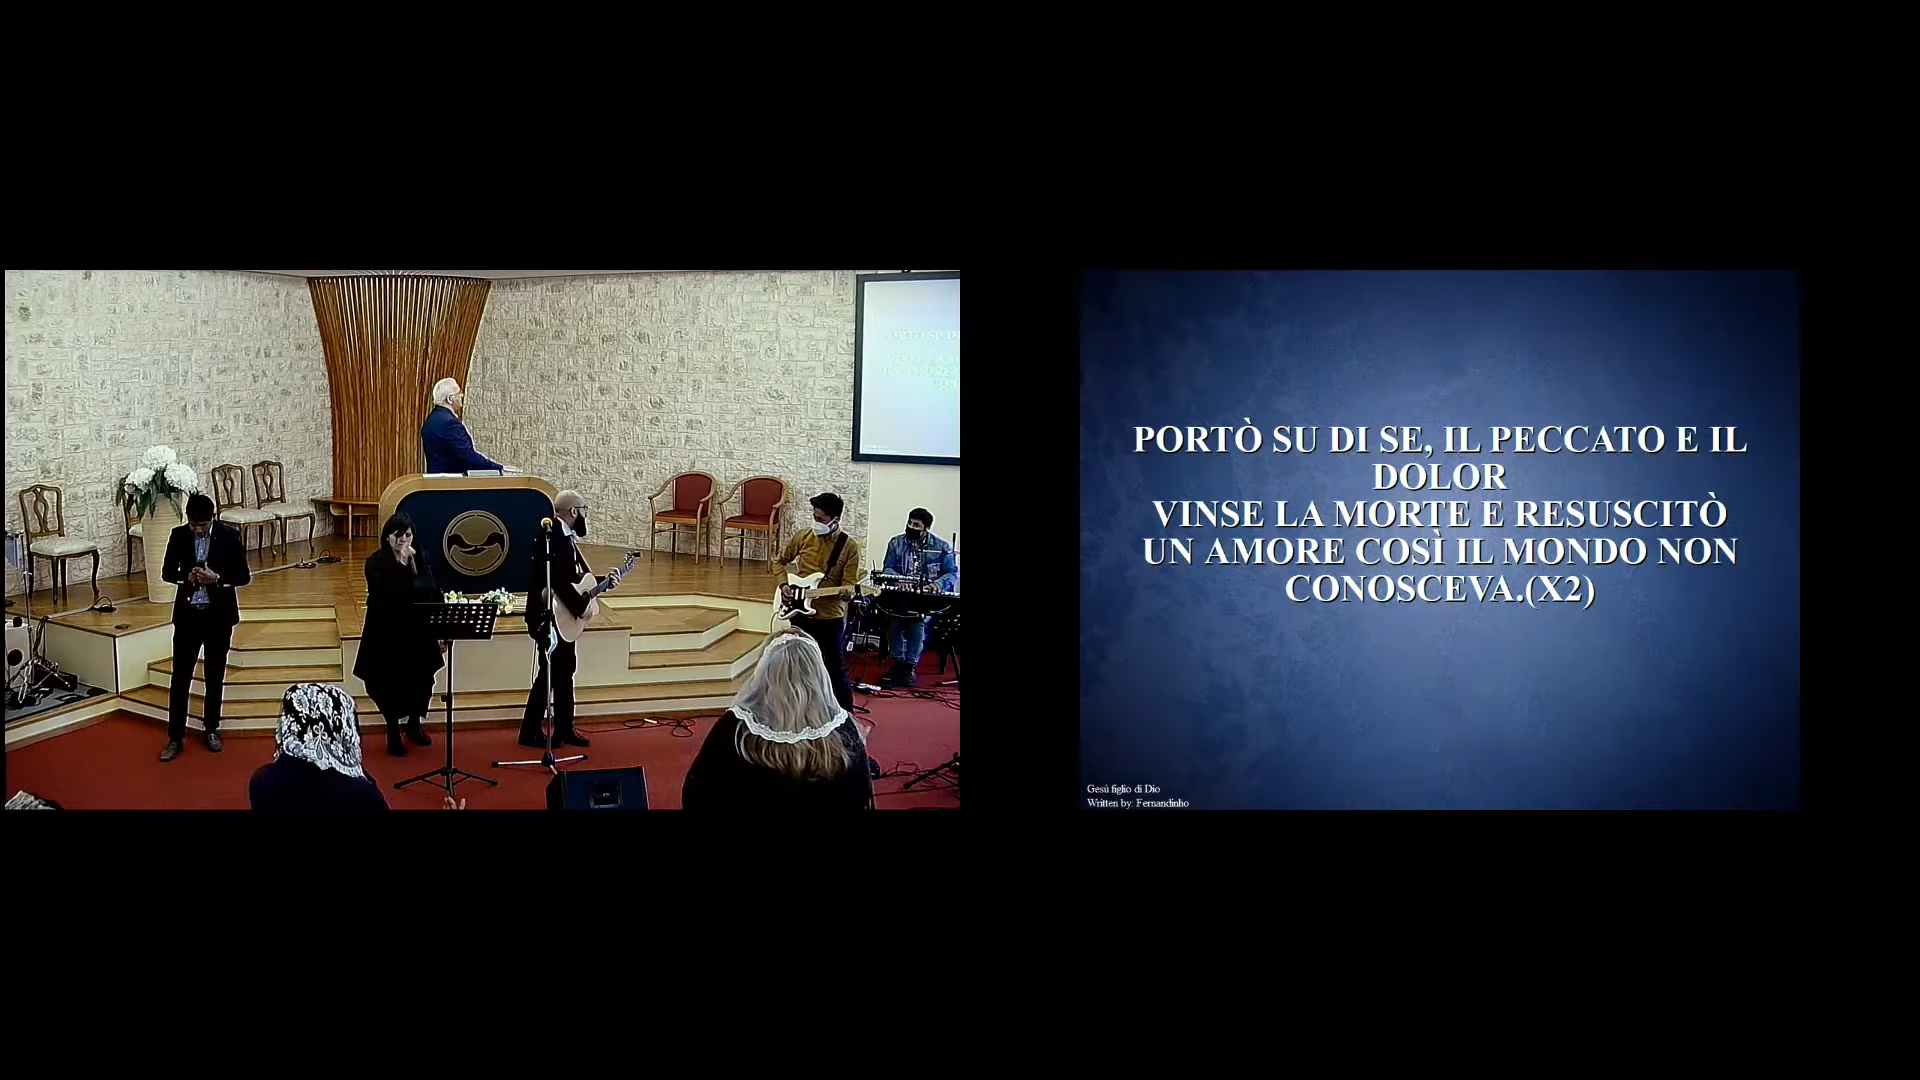 PORTÒ SU DI SE, IL PECCATO E IL
DOLOR
VINSE LA MORTE E RESUSCITÒ
UN AMORE COSÌ IL MONDO NON
CONOSCEVA.(X2)
Gesù figlio di Dio
Written by: Fernandinho